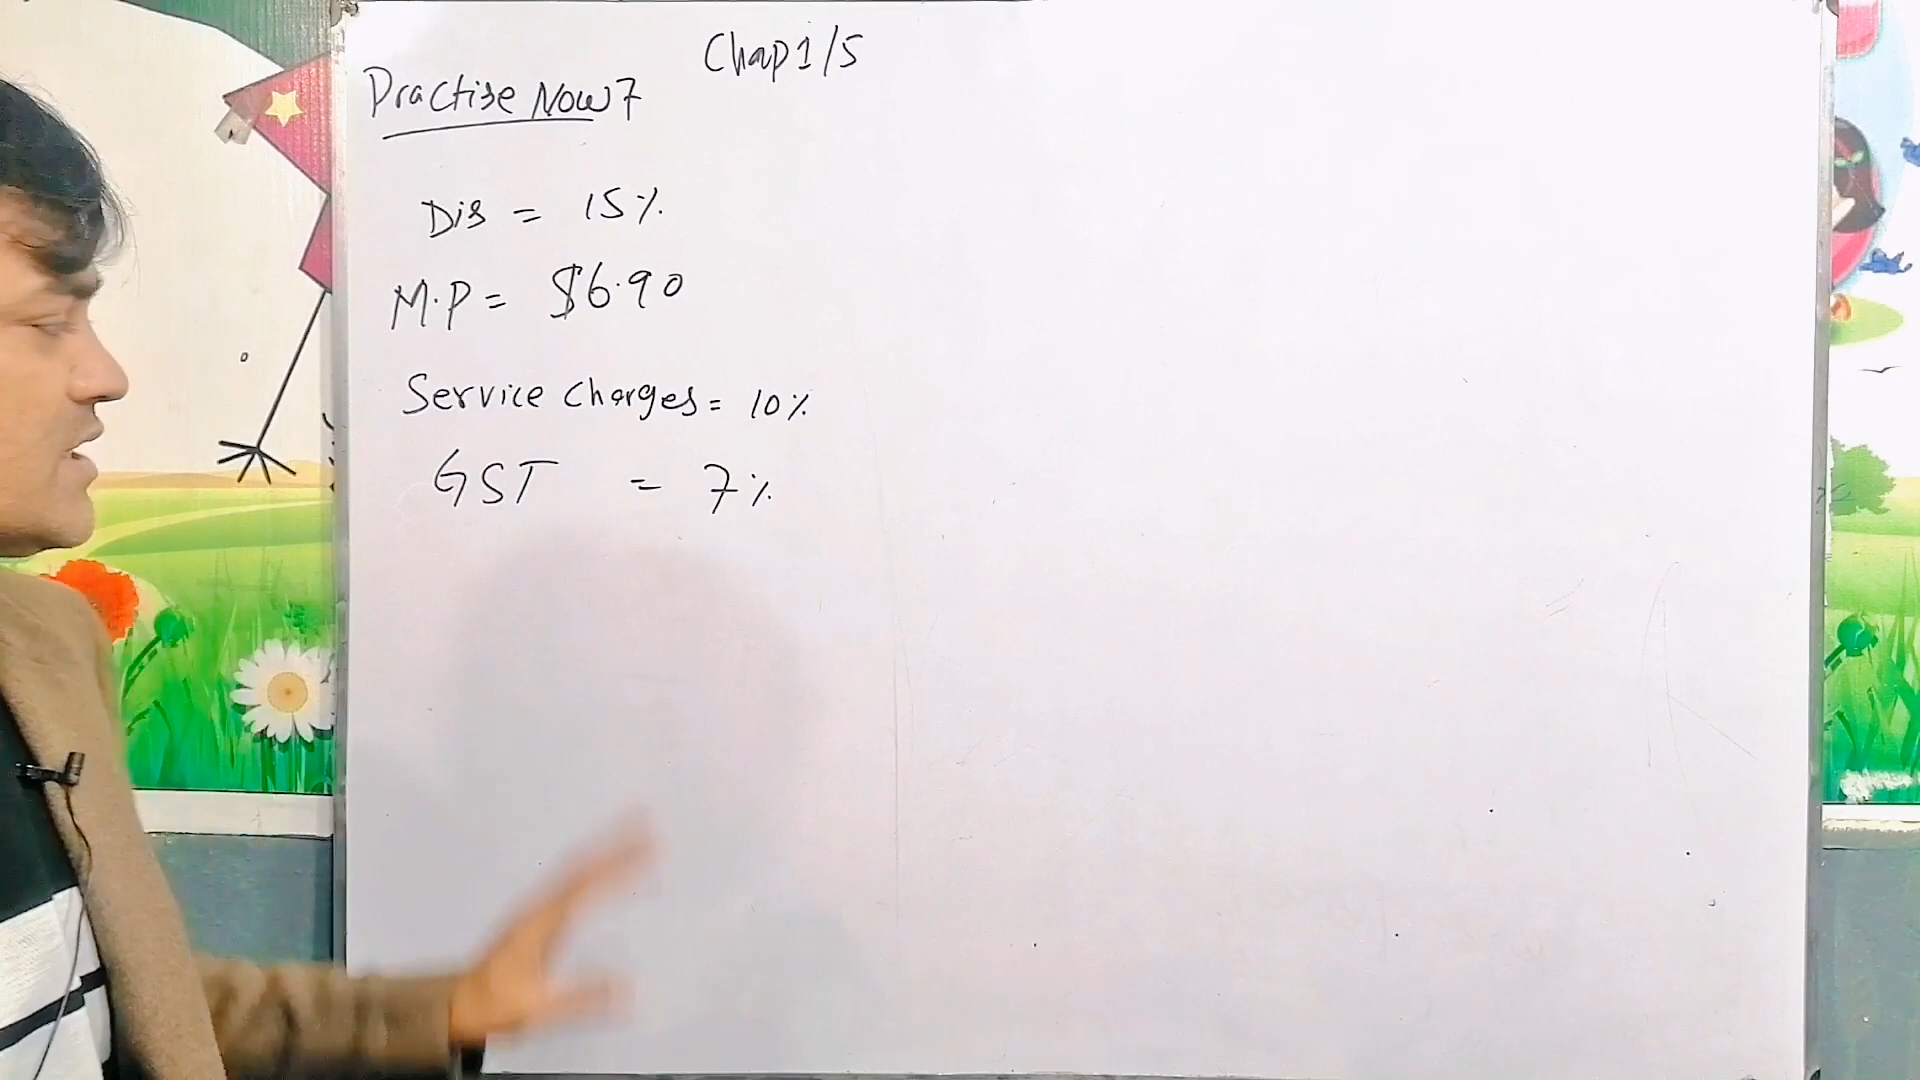 Chap 1/5
Practise Now 7
Dis = 15%
M.P = $6.90
Service Charges = 10%
GST = 7%